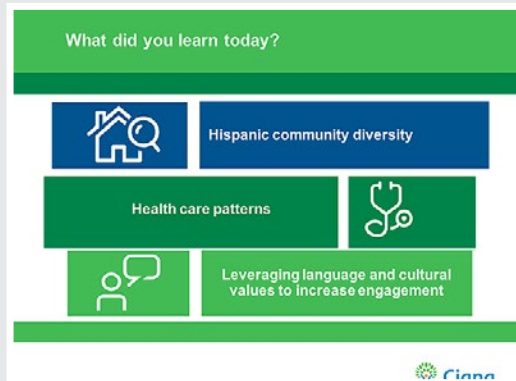 What did you learn today?
Hispanic community diversity
Health care patterns
Leveraging language and cultural
values to increase engagement
Cigna